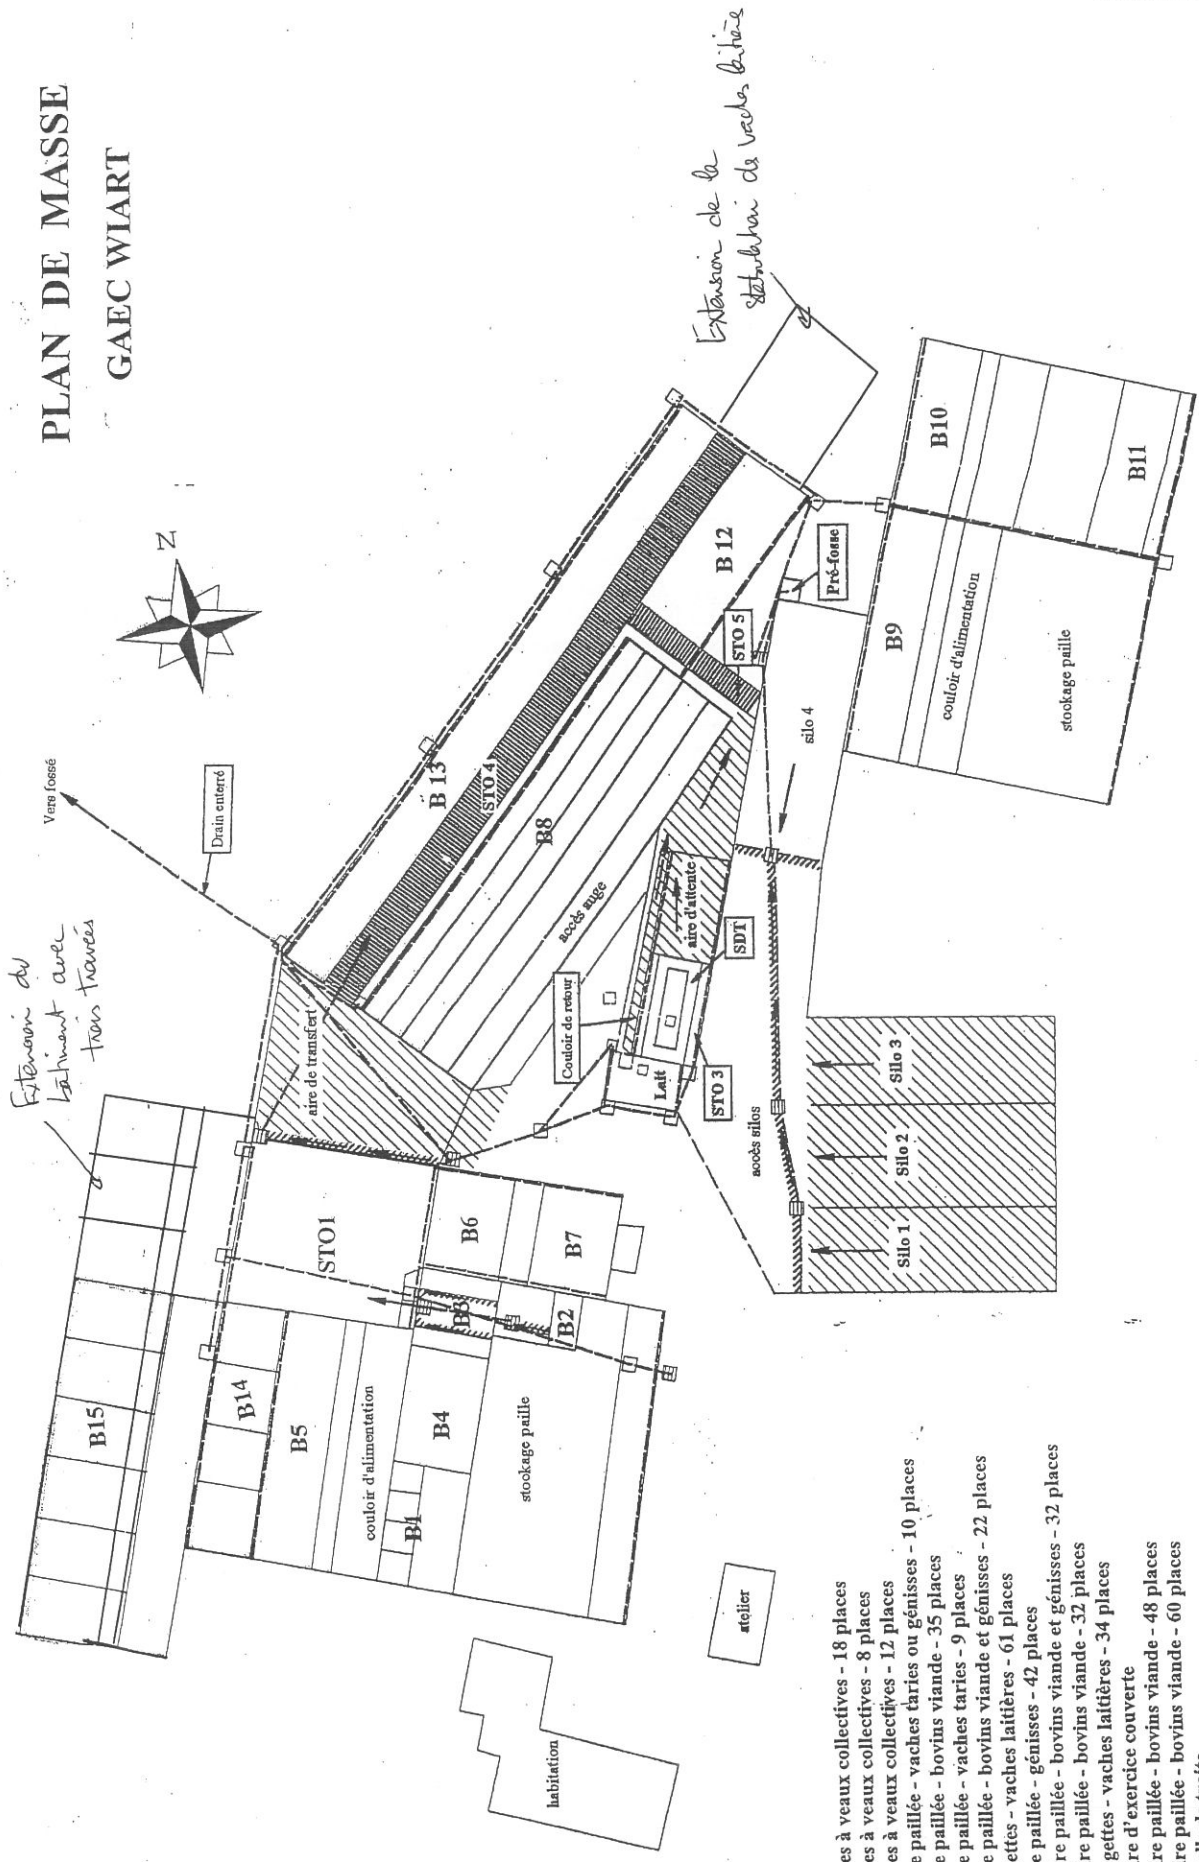 PLAN DE MASSE
GAEC WIART
N
Extension du
bâtiment avec
trois travées
Vers fossé
Drain enterré
Extension de la
stabulation de vaches laitière
B15
B14
B5
couloir d'alimentation
B1
B4
stockage paille
B3
B2
STO1
B6
B7
aire de transfert
B 13
STO 4
B8
accès auge
B 12
STO 5
Pré-fosse
Couloir de retour
aire d'attente
SDT
Lait
STO 3
silo 4
accès silos
Silo 1
Silo 2
Silo 3
B9
B10
B11
couloir d'alimentation
stockage paille
habitation
atelier
es à veaux collectives - 18 places
es à veaux collectives - 8 places
es à veaux collectives - 12 places
e paillée - vaches taries ou génisses - 10 places
e paillée - bovins viande - 35 places
e paillée - vaches taries - 9 places
e paillée - bovins viande et génisses - 22 places
ettes - vaches laitières - 61 places
e paillée - génisses - 42 places
re paillée - bovins viande et génisses - 32 places
re paillée - bovins viande - 32 places
gettes - vaches laitières - 34 places
re d'exercice couverte
re paillée - bovins viande - 48 places
re paillée - bovins viande - 60 places